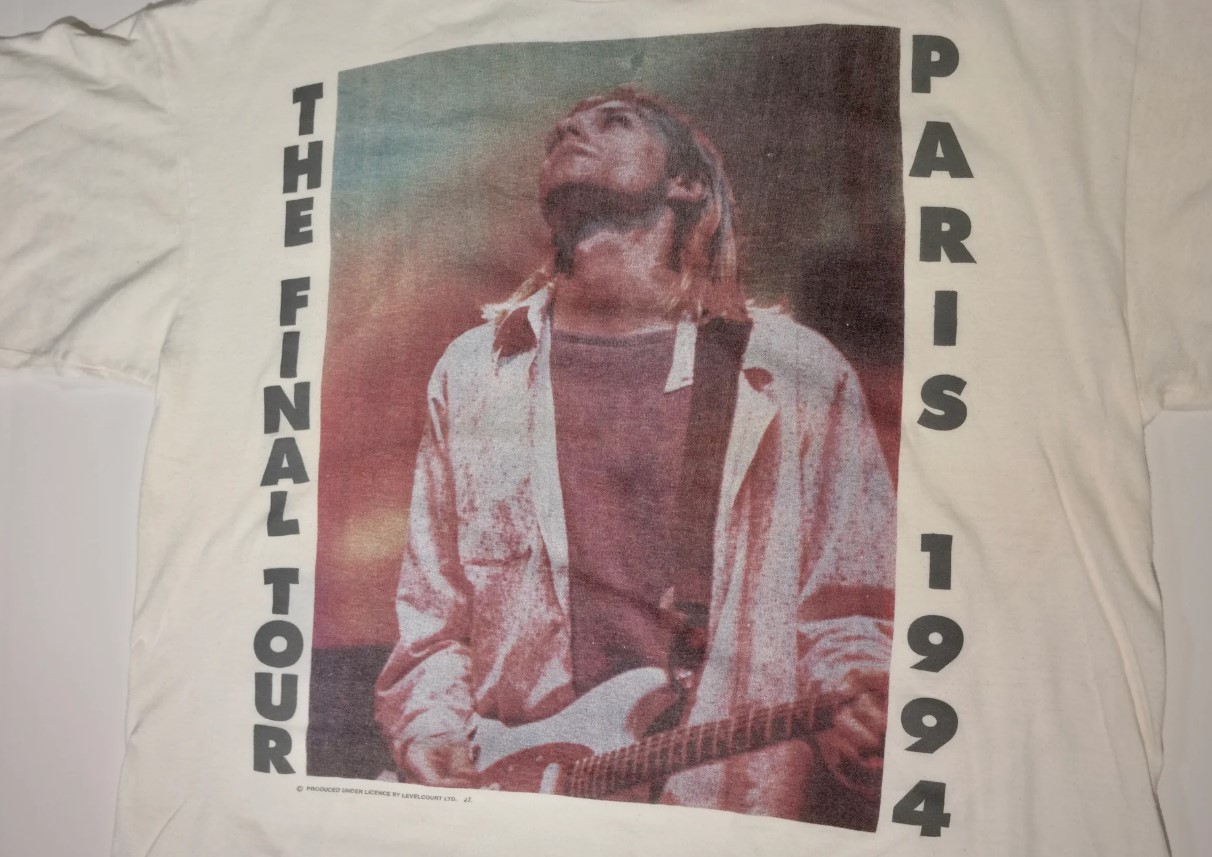 THE FINAL TOUR
PARIS 1994
© PRODUCED UNDER LICENCE BY LEVELCOURT LTD.